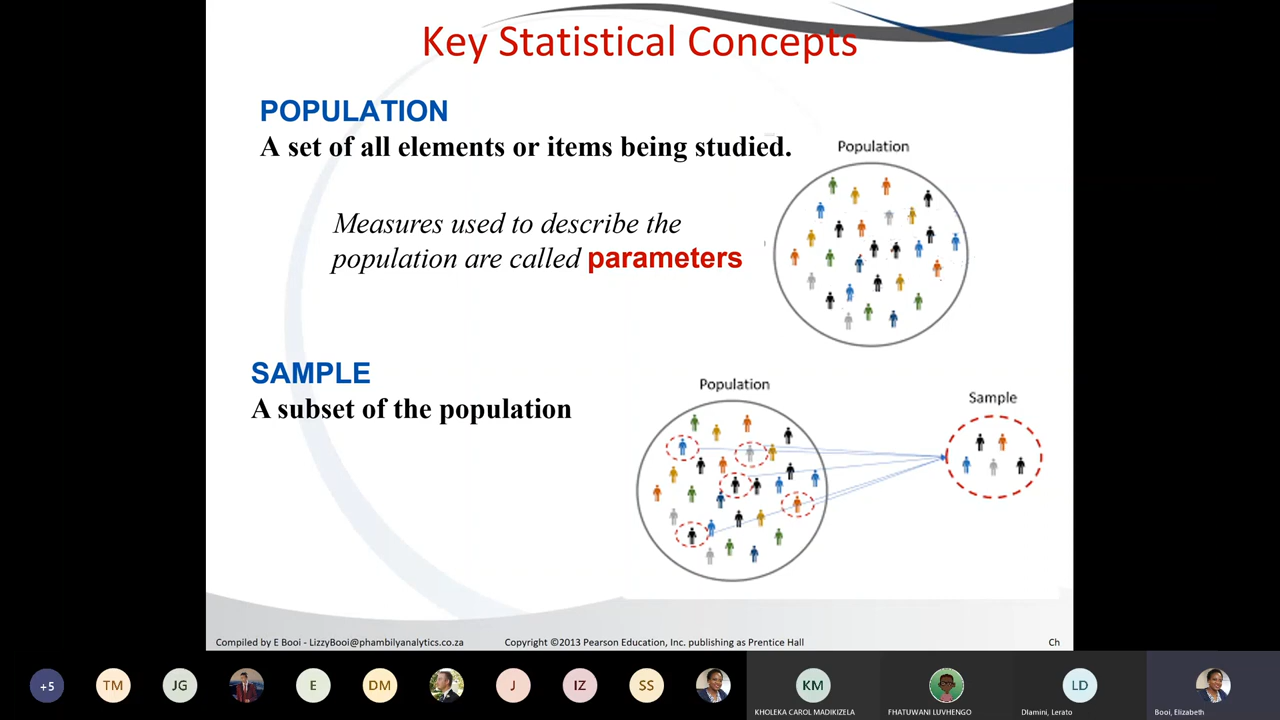 Key Statistical Concepts
POPULATION
A set of all elements or items being studied.
Population
Measures used to describe the
population are called parameters
SAMPLE
A subset of the population
Population
Sample
Compiled by E Booi - LizzyBooi@phambilyanalytics.co.za
Copyright ©2013 Pearson Education, Inc. publishing as Prentice Hall
Ch
+5
TM
JG
E
DM
J
IZ
SS
KM
LD
KHOLEKA CAROL MADIKIZELA
FHATUWANI LUVHENGO
Dlamini, Lerato
Booi, Elizabeth